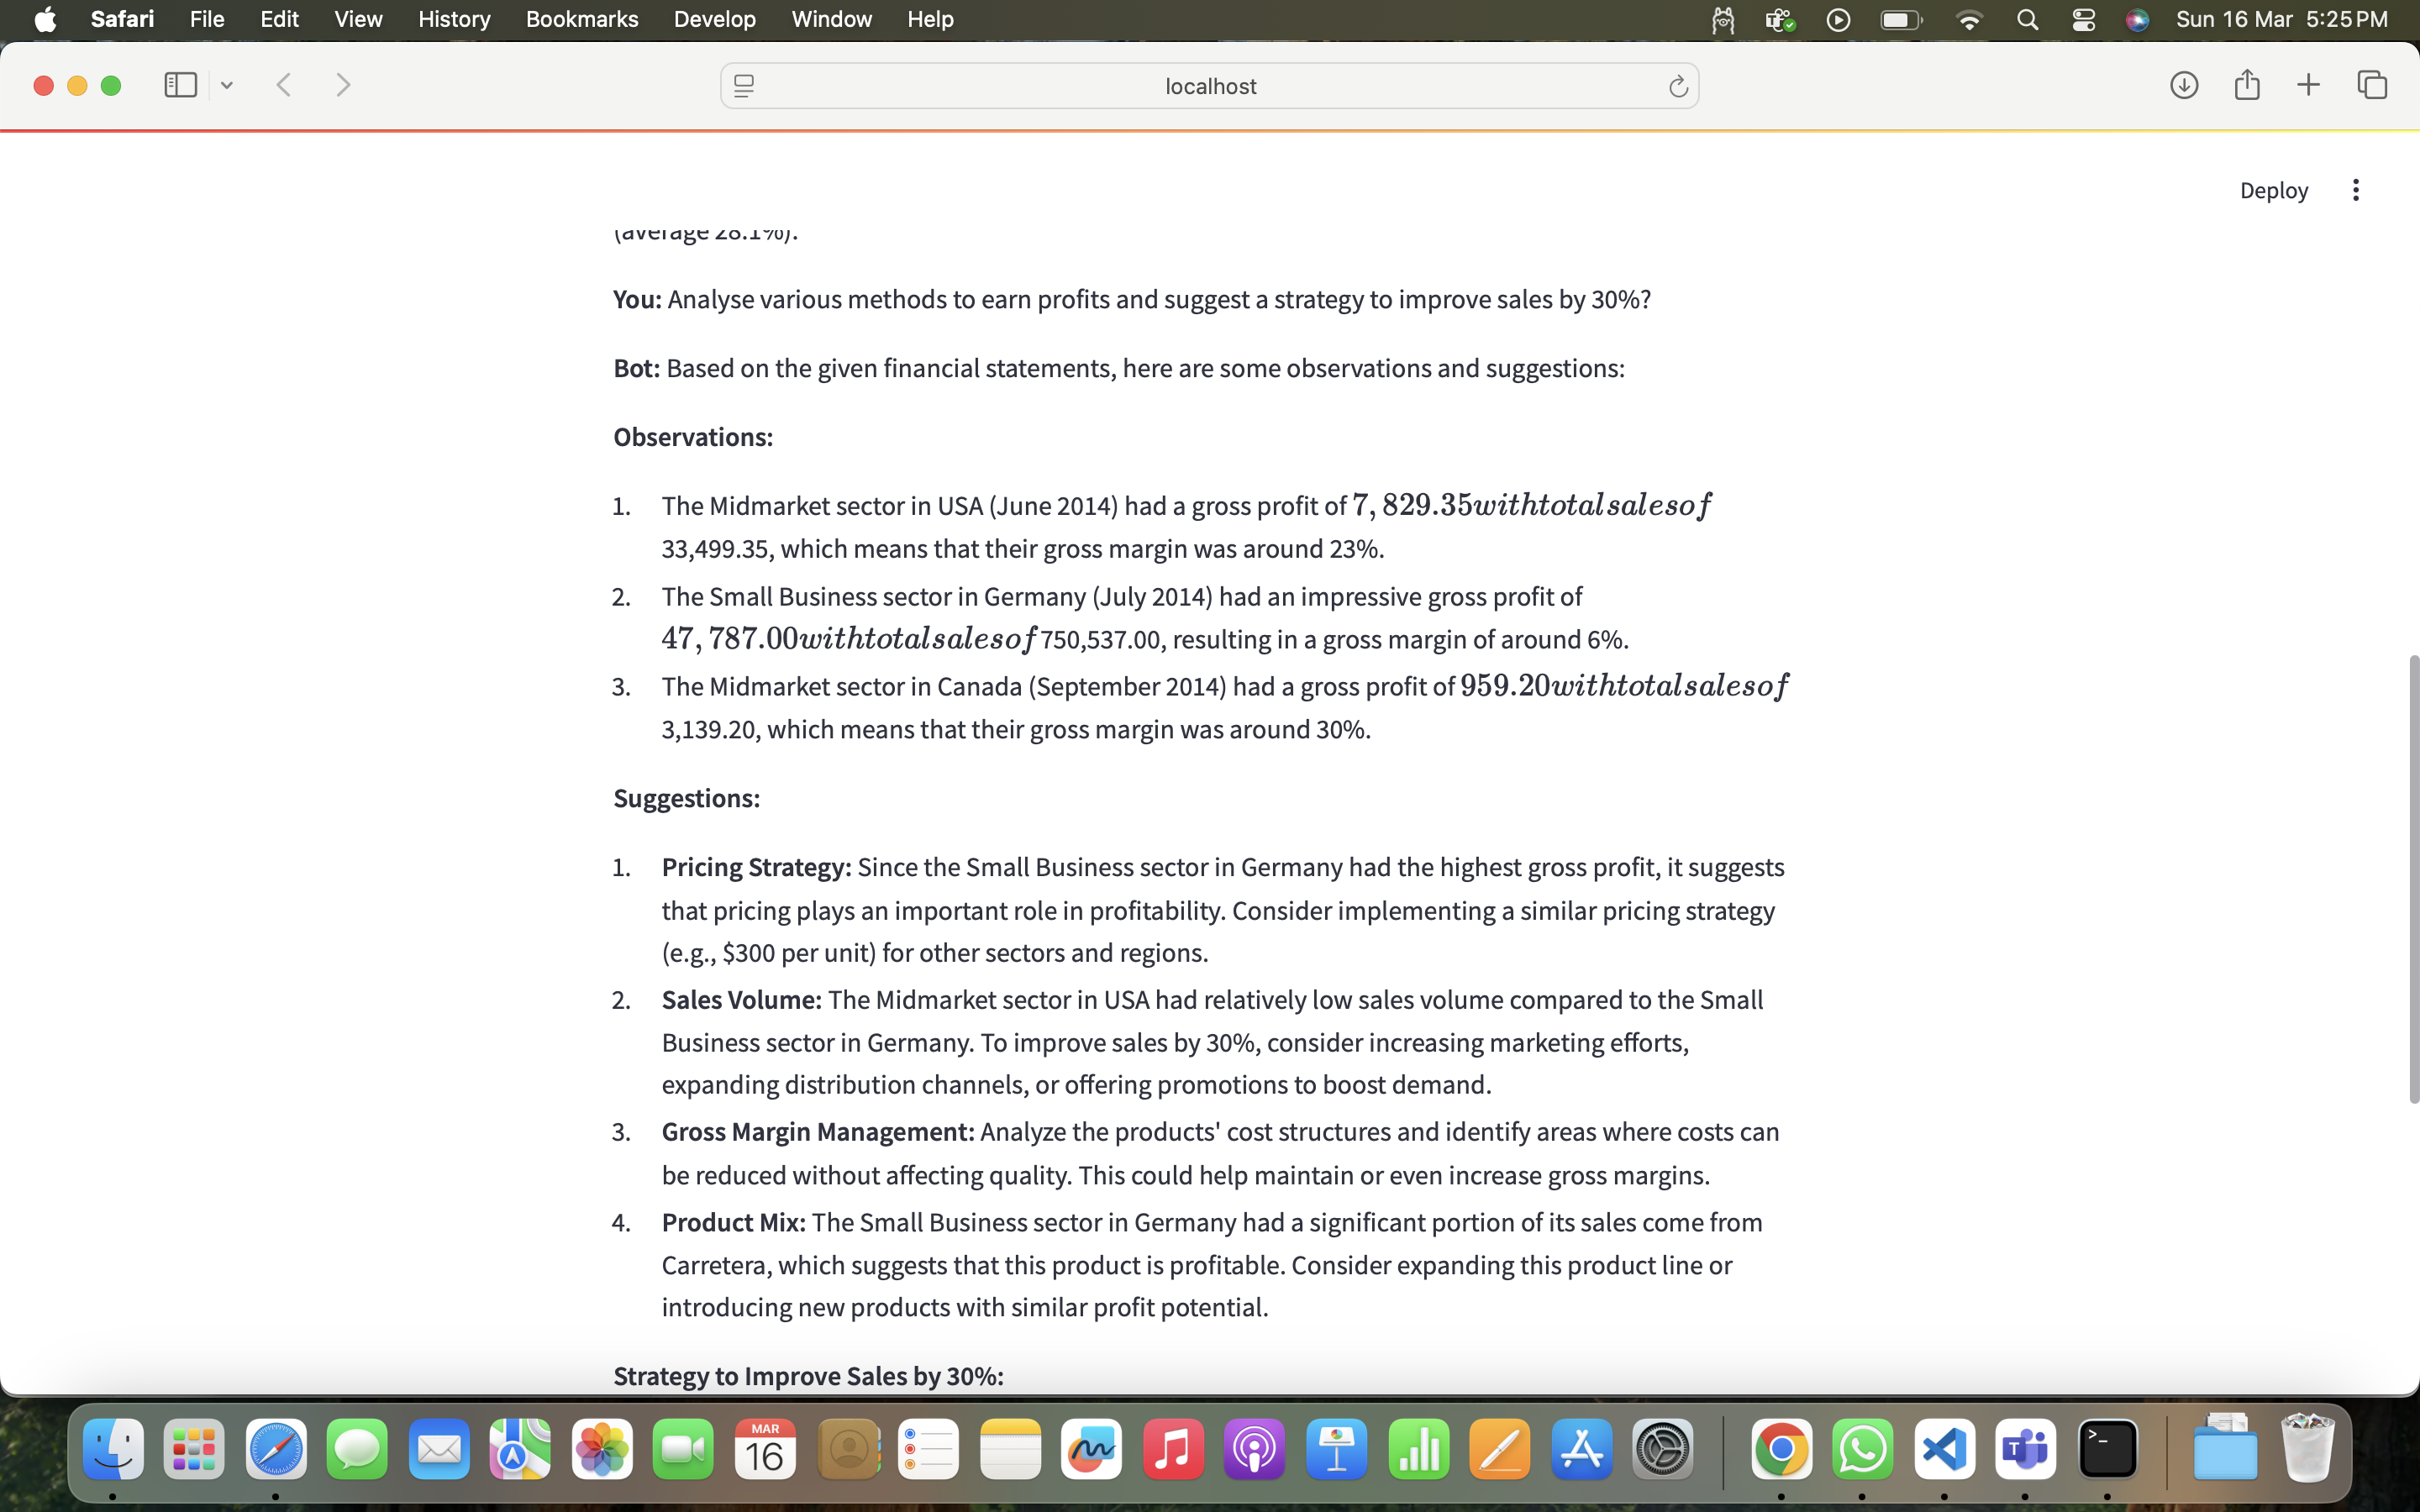 Safari File Edit View History Bookmarks Develop Window Help Sun 16 Mar 5:25 PM
localhost
Deploy
(average 28.1%).
You: Analyse various methods to earn profits and suggest a strategy to improve sales by 30%?
Bot: Based on the given financial statements, here are some observations and suggestions:
Observations:
1. The Midmarket sector in USA (June 2014) had a gross profit of 7, 829.35withtotalsalesof
33,499.35, which means that their gross margin was around 23%.
2. The Small Business sector in Germany (July 2014) had an impressive gross profit of
47, 787.00withtotalsalesof750,537.00, resulting in a gross margin of around 6%.
3. The Midmarket sector in Canada (September 2014) had a gross profit of 959.20withtotalsalesof
3,139.20, which means that their gross margin was around 30%.
Suggestions:
1. Pricing Strategy: Since the Small Business sector in Germany had the highest gross profit, it suggests
that pricing plays an important role in profitability. Consider implementing a similar pricing strategy
(e.g., $300 per unit) for other sectors and regions.
2. Sales Volume: The Midmarket sector in USA had relatively low sales volume compared to the Small
Business sector in Germany. To improve sales by 30%, consider increasing marketing efforts,
expanding distribution channels, or offering promotions to boost demand.
3. Gross Margin Management: Analyze the products' cost structures and identify areas where costs can
be reduced without affecting quality. This could help maintain or even increase gross margins.
4. Product Mix: The Small Business sector in Germany had a significant portion of its sales come from
Carretera, which suggests that this product is profitable. Consider expanding this product line or
introducing new products with similar profit potential.
Strategy to Improve Sales by 30%:
MAR
16
T
>_